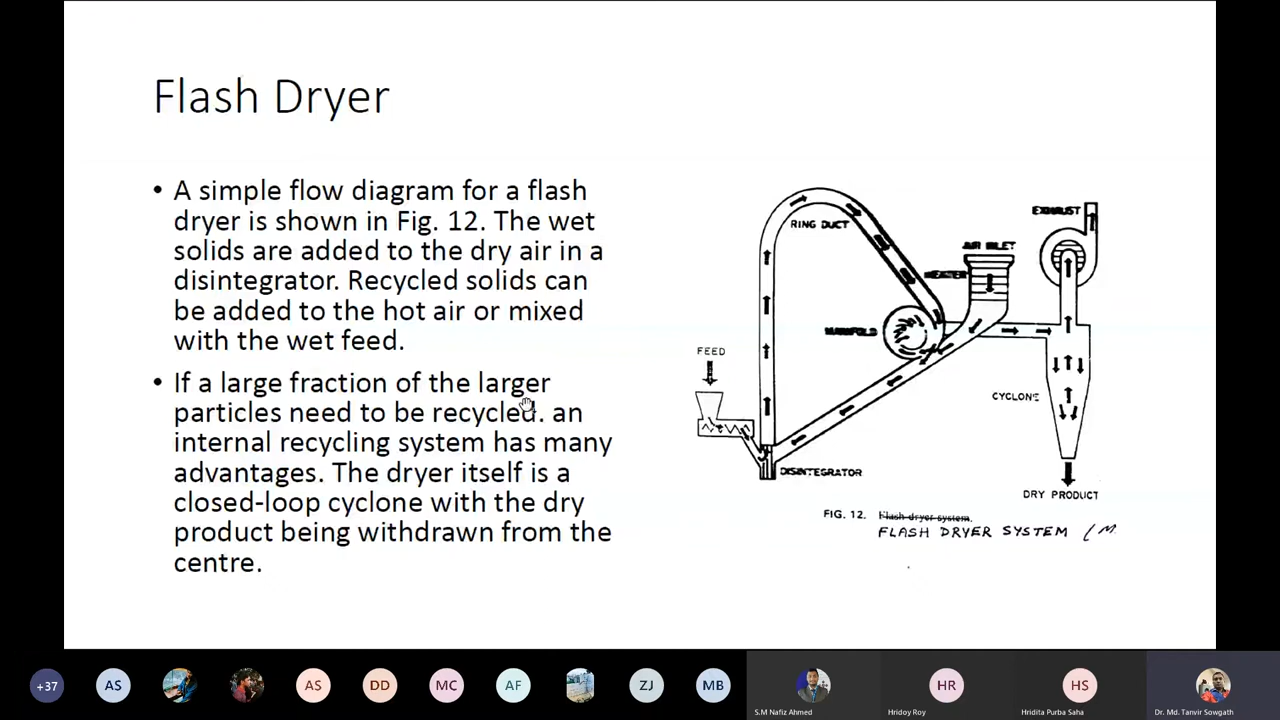 Flash Dryer
• A simple flow diagram for a flash
dryer is shown in Fig. 12. The wet
solids are added to the dry air in a
disintegrator. Recycled solids can
be added to the hot air or mixed
with the wet feed.
• If a large fraction of the larger
particles need to be recycled. an
internal recycling system has many
advantages. The dryer itself is a
closed-loop cyclone with the dry
product being withdrawn from the
centre.
EXHAUST
RING DUCT
AIR INLET
HEATER
MANIFOLD
FEED
CYCLONE
DISINTEGRATOR
DRY PRODUCT
FIG. 12. Flash dryer system.
FLASH DRYER SYSTEM (M
+37
AS
AS
DD
MC
AF
ZJ
MB
HR
HS
S.M Nafiz Ahmed
Hridoy Roy
Hridita Purba Saha
Dr. Md. Tanvir Sowgath